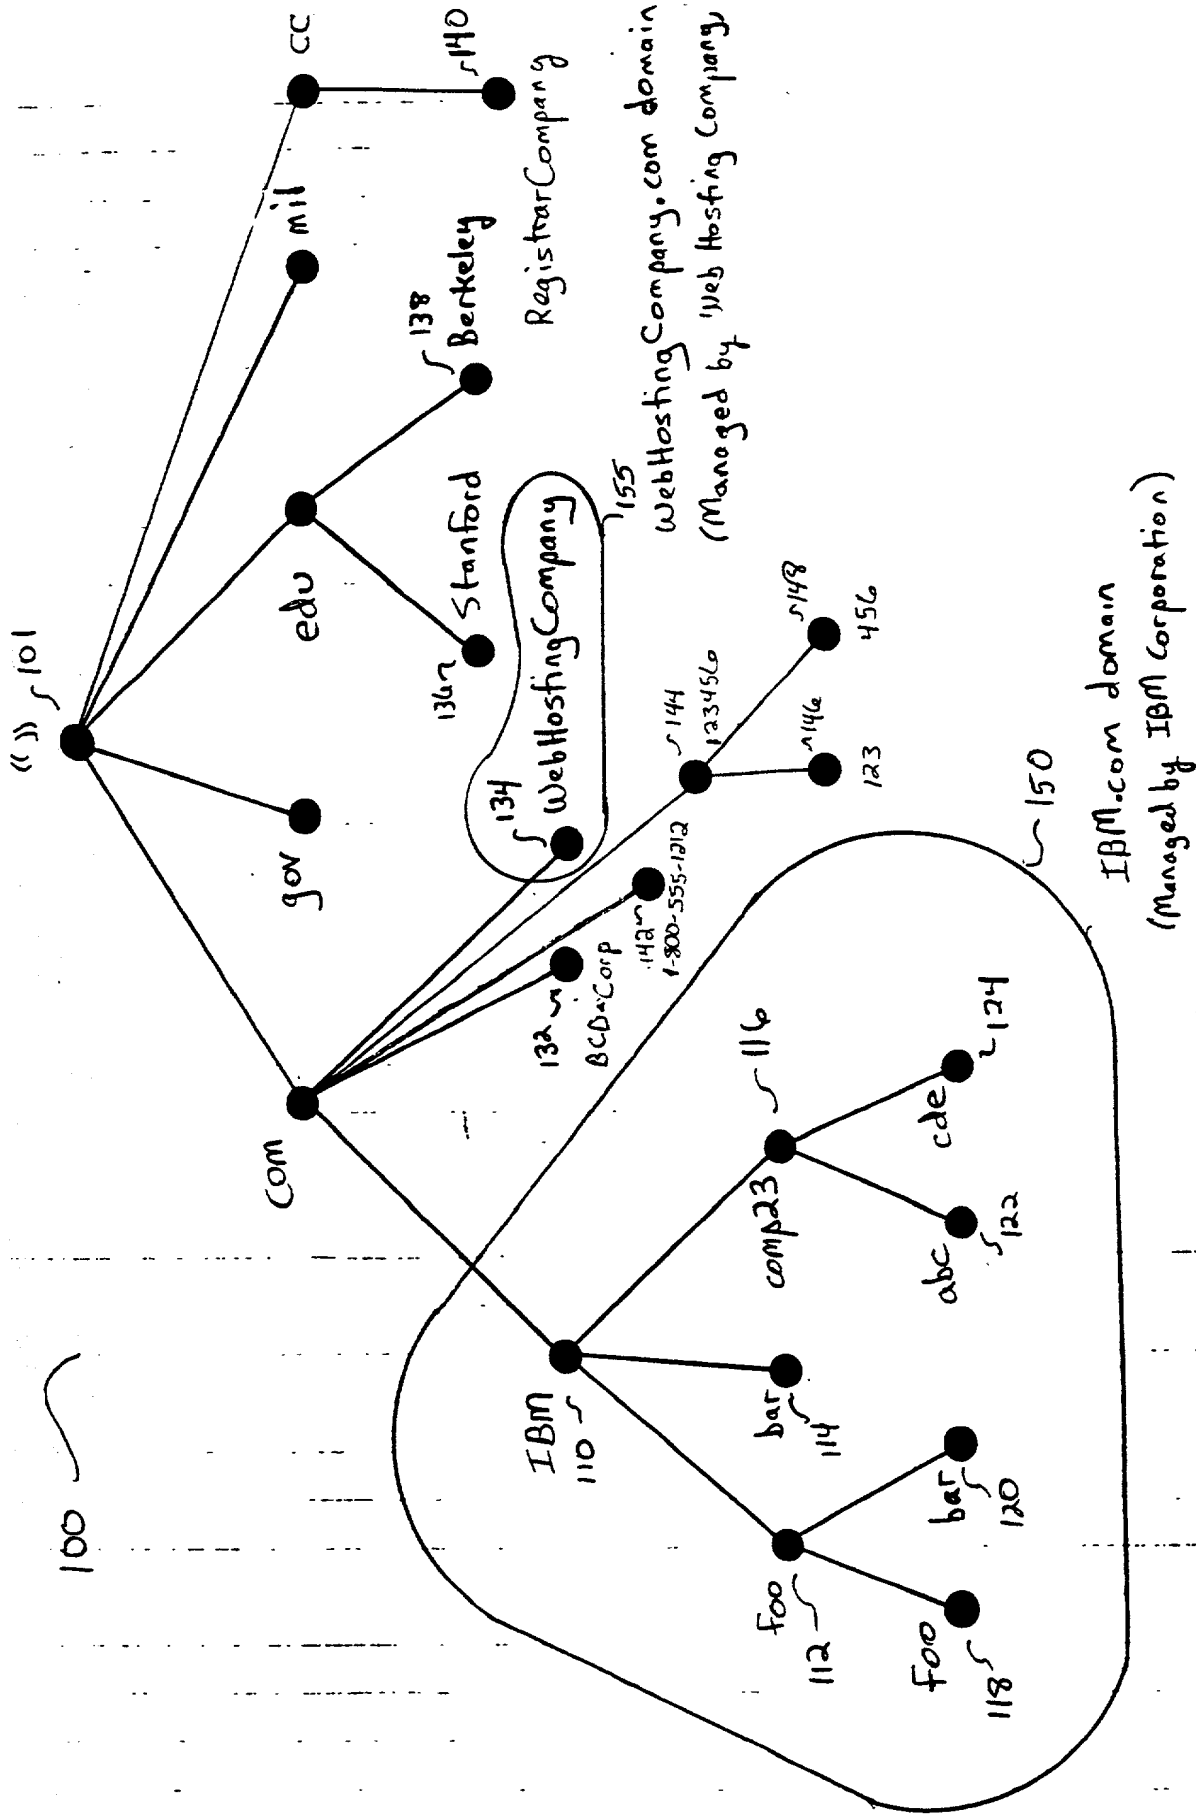 100
“ ” 101
com
gov
edu
mil
cc
IBM
110
132
BCD-Corp
142
1-800-555-1212
134
WebHostingCompany
136
Stanford
138
Berkeley
140
RegistrarCompany
155
WebHostingCompany.com domain
(Managed by Web Hosting Company)
144
123456
146
123
148
456
Foo
112
bar
114
comp23
116
Foo
118
bar
120
abc
122
cde
124
150
IBM.com domain
(Managed by IBM Corporation)